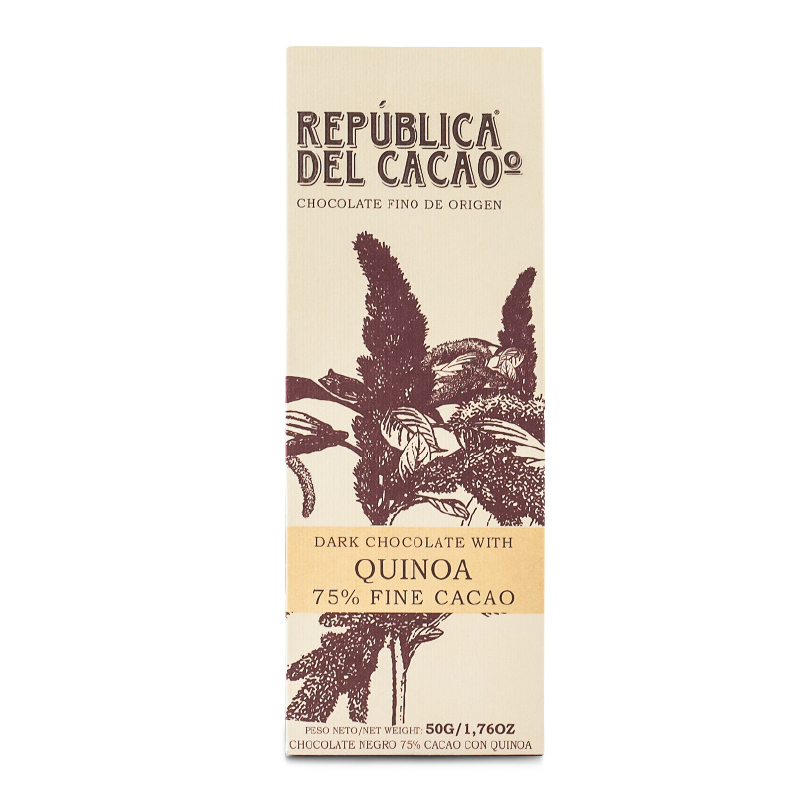 REPÚBLICA®
DEL CACAOº
CHOCOLATE FINO DE ORIGEN
DARK CHOCOLATE WITH
QUINOA
75% FINE CACAO
PESO NETO/NET WEIGHT: 50G/1,76OZ
CHOCOLATE NEGRO 75% CACAO CON QUINOA